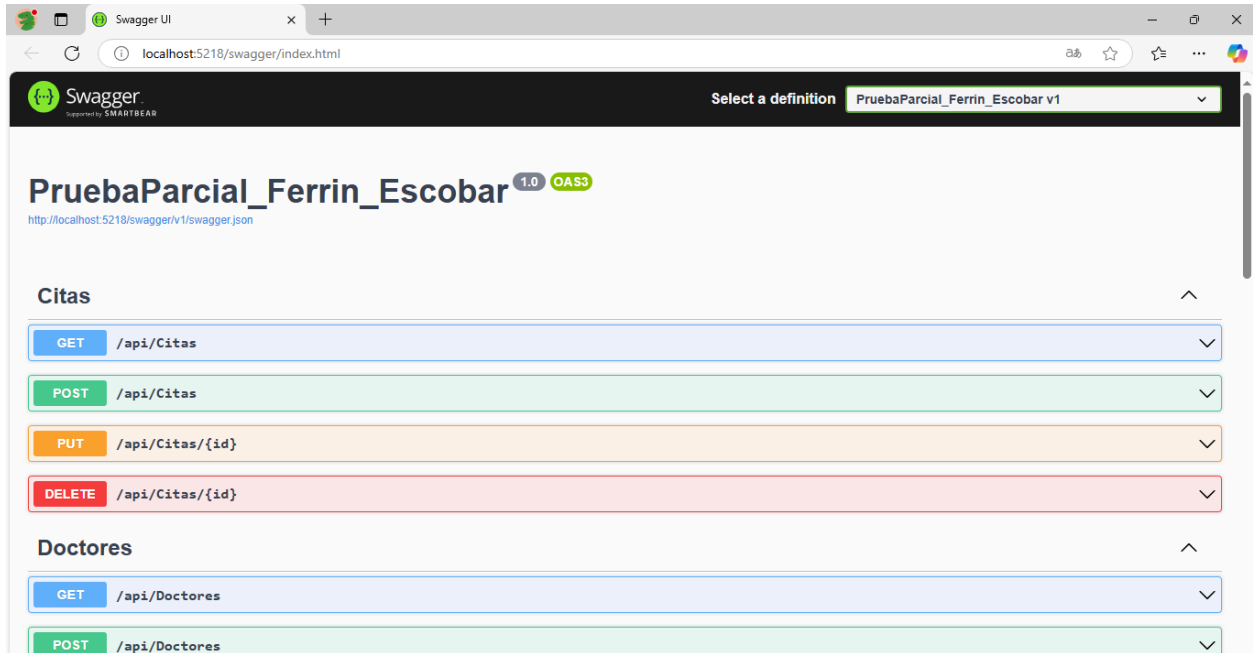 Swagger UI
localhost:5218/swagger/index.html
Swagger
Supported by SMARTBEAR
Select a definition
PruebaParcial_Ferrin_Escobar v1
PruebaParcial_Ferrin_Escobar 1.0 OAS3
http://localhost:5218/swagger/v1/swagger.json
Citas
GET /api/Citas
POST /api/Citas
PUT /api/Citas/{id}
DELETE /api/Citas/{id}
Doctores
GET /api/Doctores
POST /api/Doctores